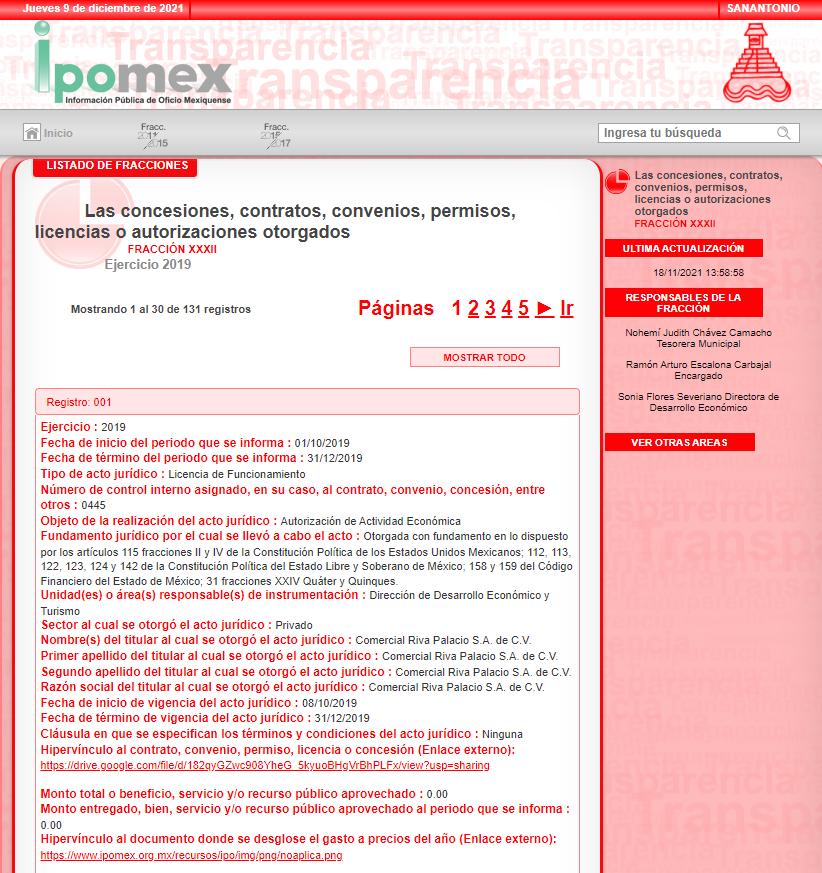 Jueves 9 de diciembre de 2021
SANANTONIO
Transparencia
ipomex
Información Pública de Oficio Mexiquense
Inicio
Fracc.
2014
2015
Fracc.
2017
Ingresa tu búsqueda
LISTADO DE FRACCIONES
Las concesiones, contratos, convenios, permisos,
licencias o autorizaciones otorgados
FRACCIÓN XXXII
Ejercicio 2019
Mostrando 1 al 30 de 131 registros
Páginas 1 2 3 4 5 ► Ir
MOSTRAR TODO
Registro: 001
Ejercicio : 2019
Fecha de inicio del periodo que se informa : 01/10/2019
Fecha de término del periodo que se informa : 31/12/2019
Tipo de acto jurídico : Licencia de Funcionamiento
Número de control interno asignado, en su caso, al contrato, convenio, concesión, entre
otros : 0445
Objeto de la realización del acto jurídico : Autorización de Actividad Económica
Fundamento jurídico por el cual se llevó a cabo el acto : Otorgada con fundamento en lo dispuesto
por los artículos 115 fracciones II y IV de la Constitución Política de los Estados Unidos Mexicanos; 112, 113,
122, 123, 124 y 142 de la Constitución Política del Estado Libre y Soberano de México; 158 y 159 del Código
Financiero del Estado de México; 31 fracciones XXIV Quáter y Quinques.
Unidad(es) o área(s) responsable(s) de instrumentación : Dirección de Desarrollo Económico y
Turismo
Sector al cual se otorgó el acto jurídico : Privado
Nombre(s) del titular al cual se otorgó el acto jurídico : Comercial Riva Palacio S.A. de C.V.
Primer apellido del titular al cual se otorgó el acto jurídico : Comercial Riva Palacio S.A. de C.V.
Segundo apellido del titular al cual se otorgó el acto jurídico : Comercial Riva Palacio S.A. de C.V.
Razón social del titular al cual se otorgó el acto jurídico : Comercial Riva Palacio S.A. de C.V.
Fecha de inicio de vigencia del acto jurídico : 08/10/2019
Fecha de término de vigencia del acto jurídico : 31/12/2019
Cláusula en que se especifican los términos y condiciones del acto jurídico : Ninguna
Hipervínculo al contrato, convenio, permiso, licencia o concesión (Enlace externo):
https://drive.google.com/file/d/182qyGZwc908YheG_5kyuoBHgVrBhPLFx/view?usp=sharing
Monto total o beneficio, servicio y/o recurso público aprovechado : 0.00
Monto entregado, bien, servicio y/o recurso público aprovechado al periodo que se informa :
0.00
Hipervínculo al documento donde se desglose el gasto a precios del año (Enlace externo):
https://www.ipomex.org.mx/recursos/ipo/img/png/noaplica.png
Las concesiones, contratos,
convenios, permisos,
licencias o autorizaciones
otorgados
FRACCIÓN XXXII
ULTIMA ACTUALIZACIÓN
18/11/2021 13:58:58
RESPONSABLES DE LA
FRACCIÓN
Nohemí Judith Chávez Camacho
Tesorera Municipal
Ramón Arturo Escalona Carbajal
Encargado
Sonia Flores Severiano Directora de
Desarrollo Económico
VER OTRAS AREAS